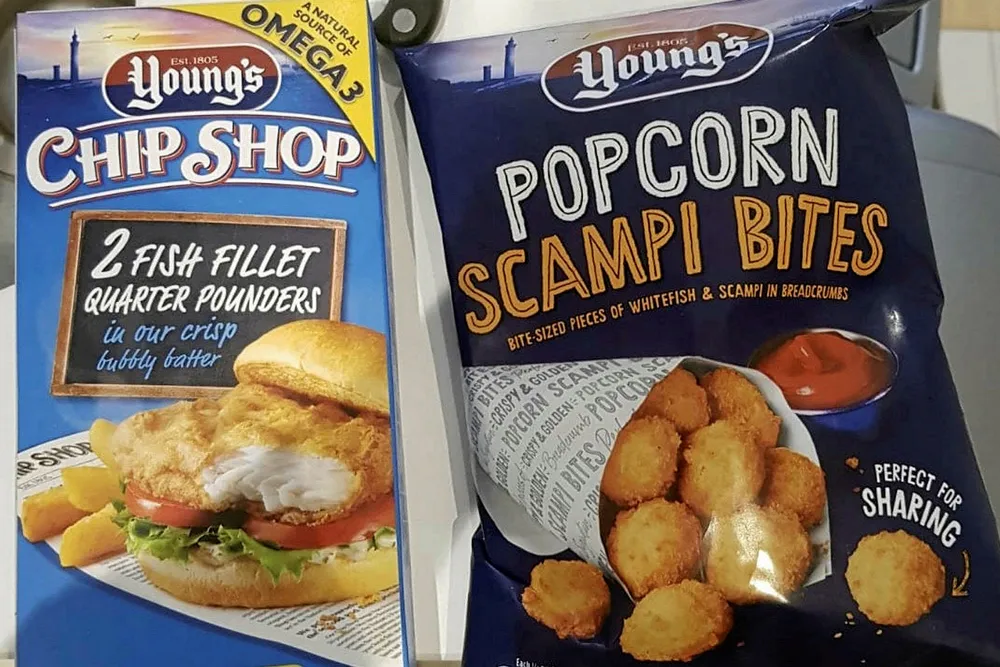 A NATURAL
SOURCE OF
OMEGA 3
EST. 1805
Young's
CHIP SHOP
2 FISH FILLET
QUARTER POUNDERS
in our crisp
bubbly batter
EST. 1805
Young's
POPCORN
SCAMPI BITES
BITE-SIZED PIECES OF WHITEFISH & SCAMPI IN BREADCRUMBS
PERFECT FOR
SHARING